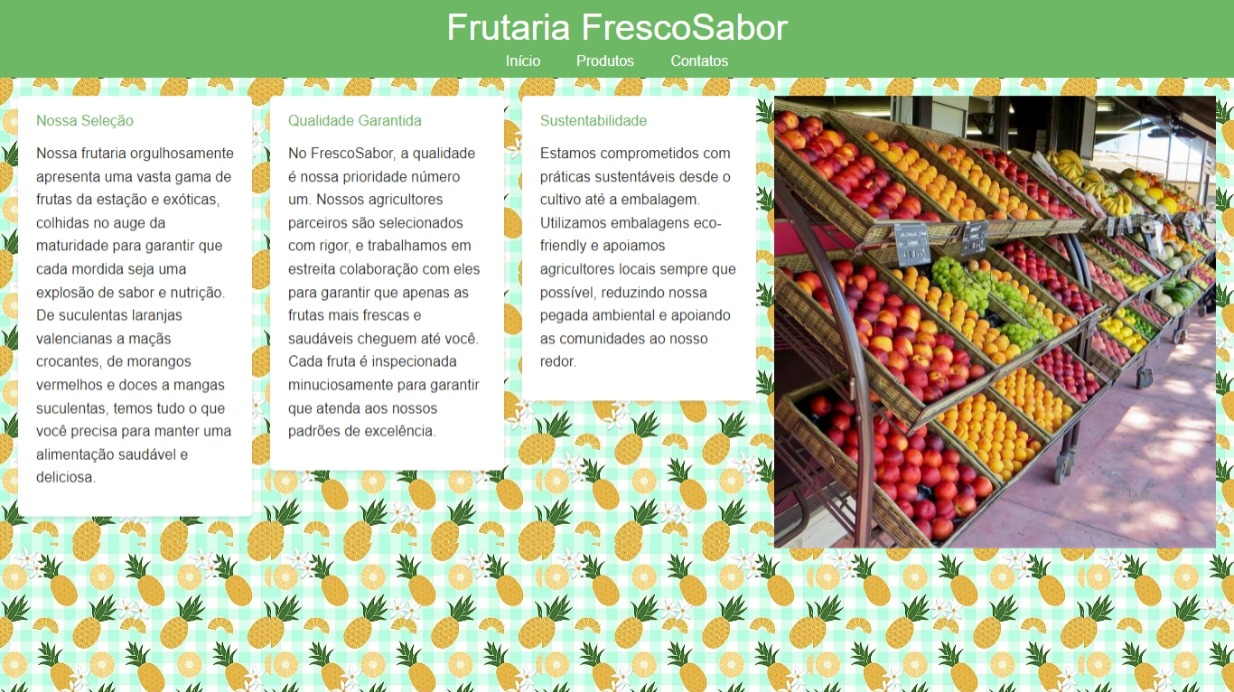 Frutaria FrescoSabor
Início Produtos Contatos
Nossa Seleção
Nossa frutaria orgulhosamente
apresenta uma vasta gama de
frutas da estação e exóticas,
colhidas no auge da
maturidade para garantir que
cada mordida seja uma
explosão de sabor e nutrição.
De suculentas laranjas
valencianas a maçãs
crocantes, de morangos
vermelhos e doces a mangas
suculentas, temos tudo o que
você precisa para manter uma
alimentação saudável e
deliciosa.
Qualidade Garantida
No FrescoSabor, a qualidade
é nossa prioridade número
um. Nossos agricultores
parceiros são selecionados
com rigor, e trabalhamos em
estreita colaboração com eles
para garantir que apenas as
frutas mais frescas e
saudáveis cheguem até você.
Cada fruta é inspecionada
minuciosamente para garantir
que atenda aos nossos
padrões de excelência.
Sustentabilidade
Estamos comprometidos com
práticas sustentáveis desde o
cultivo até a embalagem.
Utilizamos embalagens eco-
friendly e apoiamos
agricultores locais sempre que
possível, reduzindo nossa
pegada ambiental e apoiando
as comunidades ao nosso
redor.